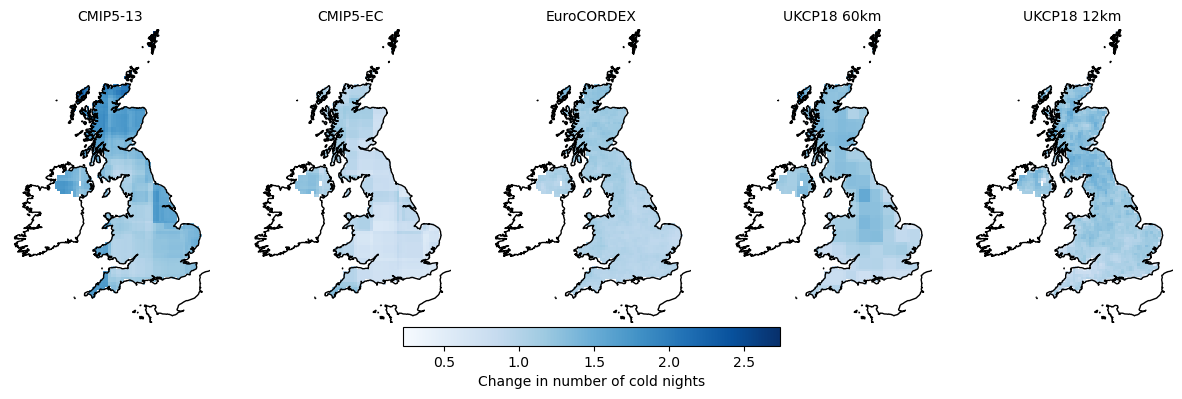 CMIP5-13 CMIP5-EC EuroCORDEX UKCP18 60km UKCP18 12km
0.5 1.0 1.5 2.0 2.5
Change in number of cold nights